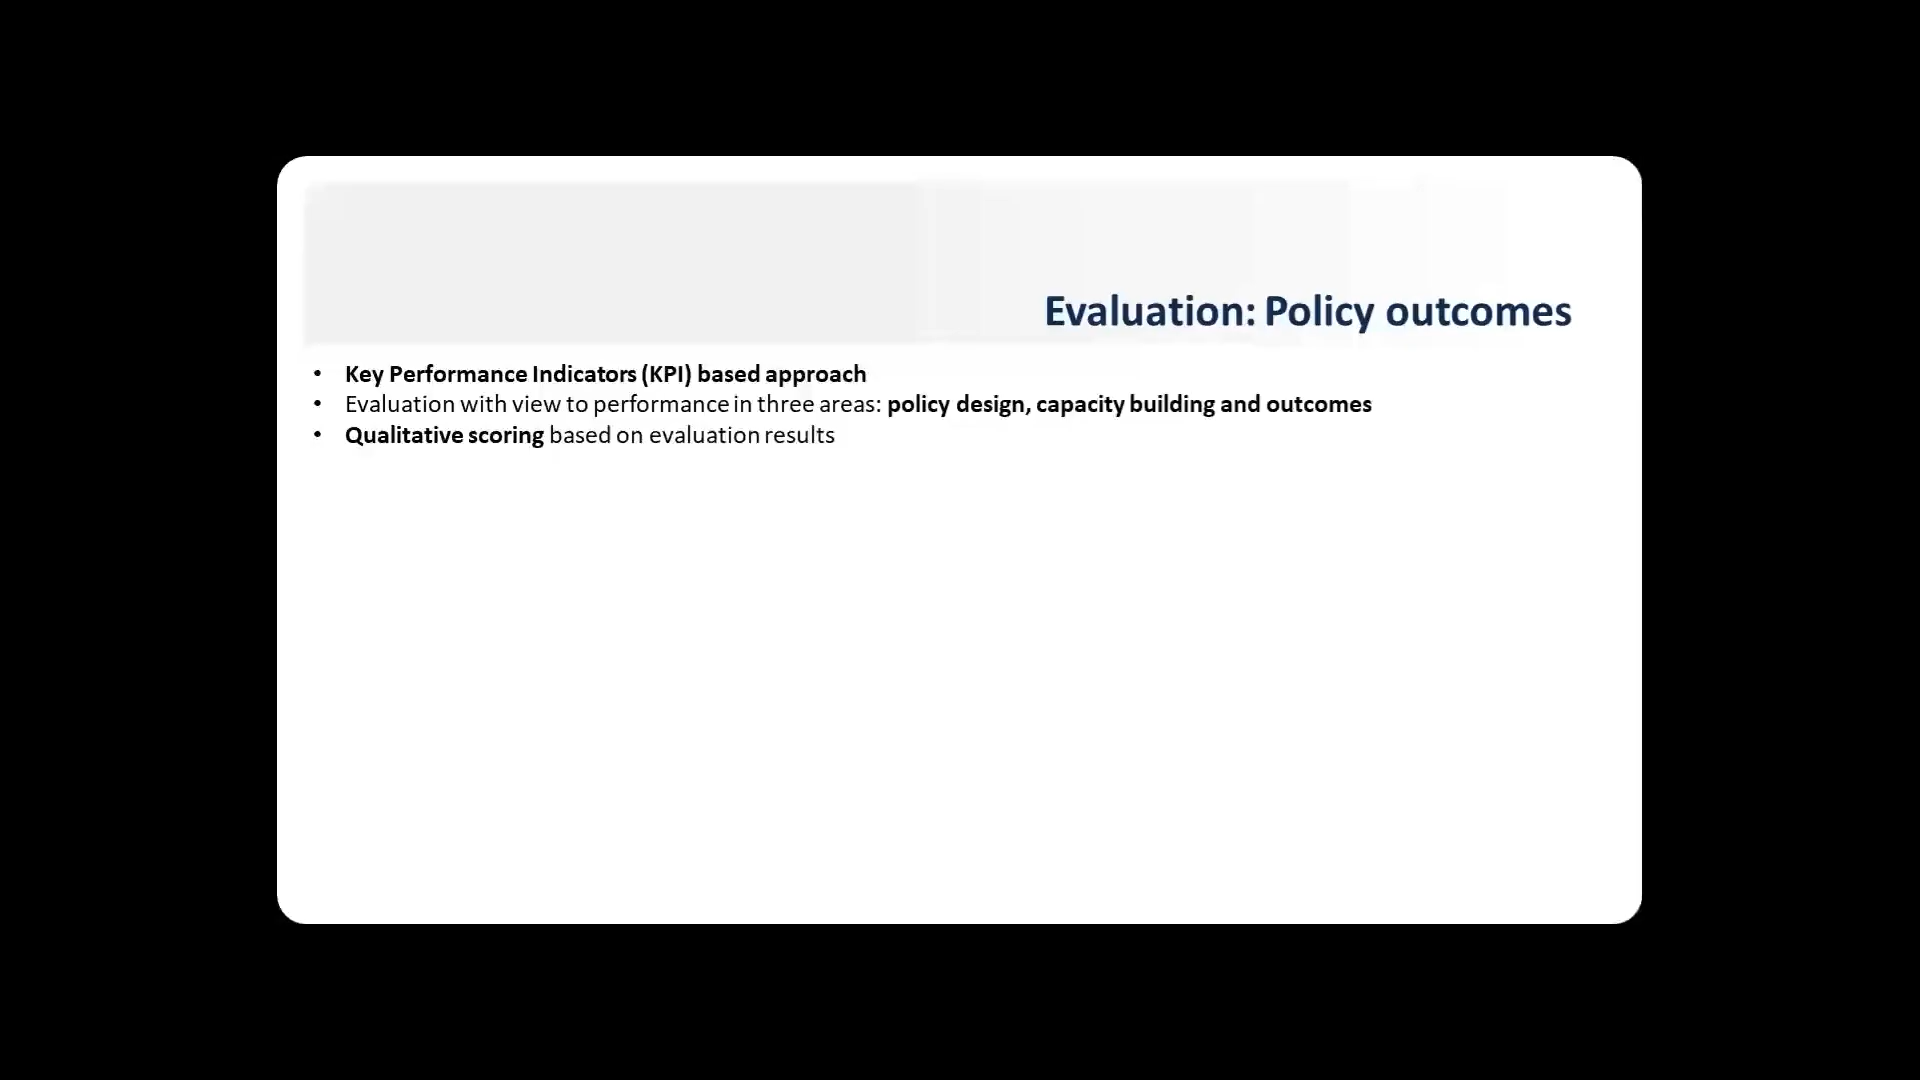 Evaluation: Policy outcomes
• Key Performance Indicators (KPI) based approach
• Evaluation with view to performance in three areas: policy design, capacity building and outcomes
• Qualitative scoring based on evaluation results